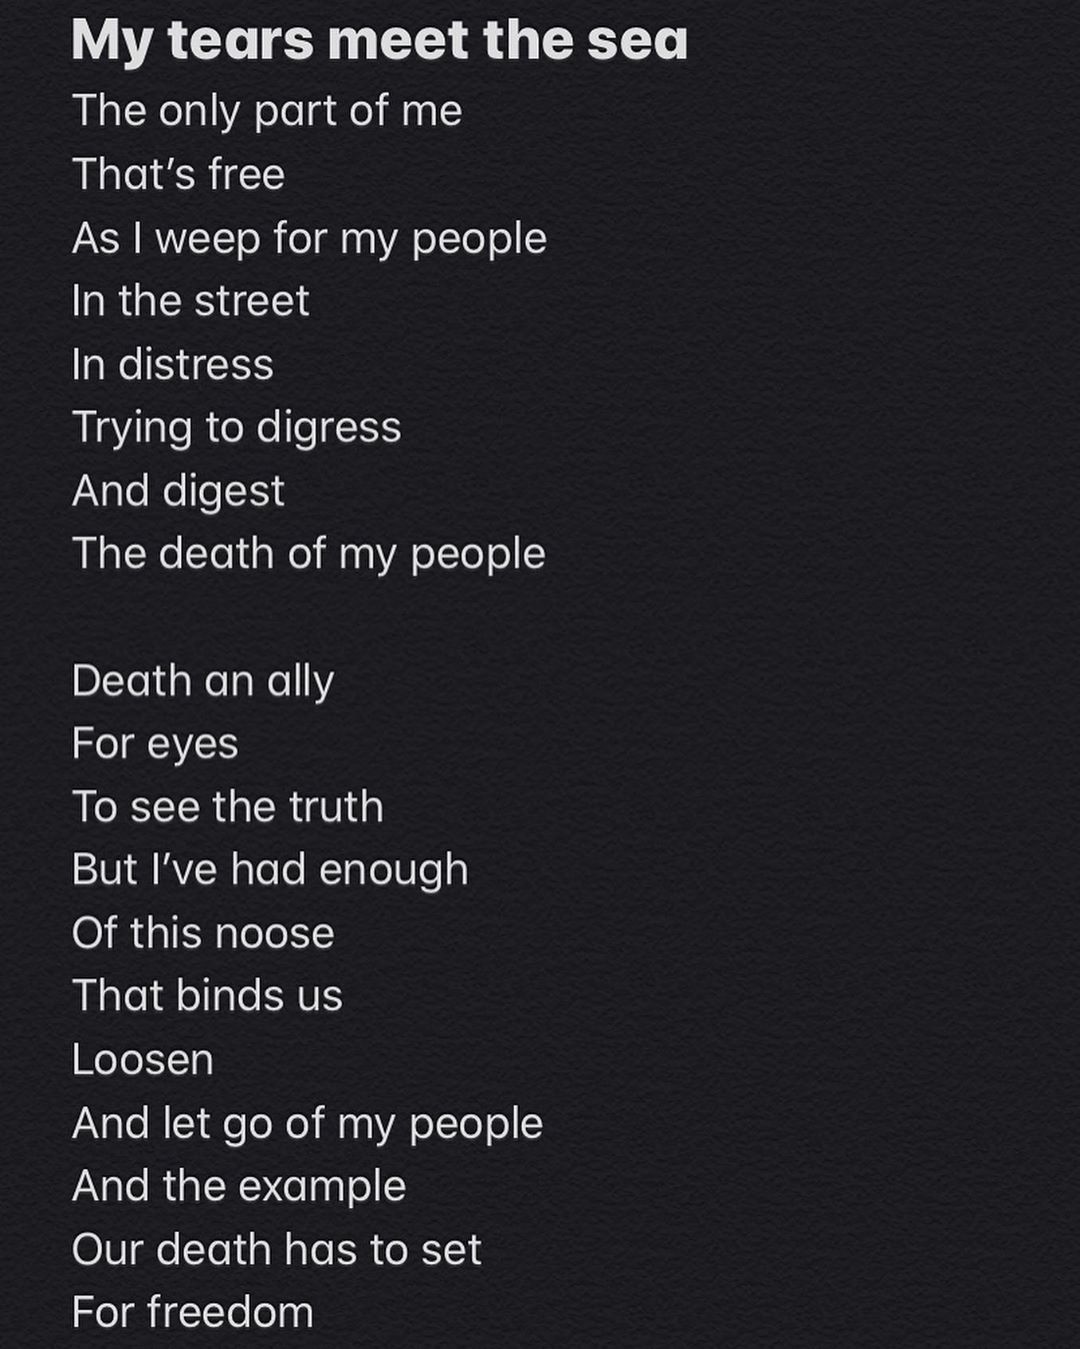 My tears meet the sea
The only part of me
That’s free
As I weep for my people
In the street
In distress
Trying to digress
And digest
The death of my people
Death an ally
For eyes
To see the truth
But I’ve had enough
Of this noose
That binds us
Loosen
And let go of my people
And the example
Our death has to set
For freedom